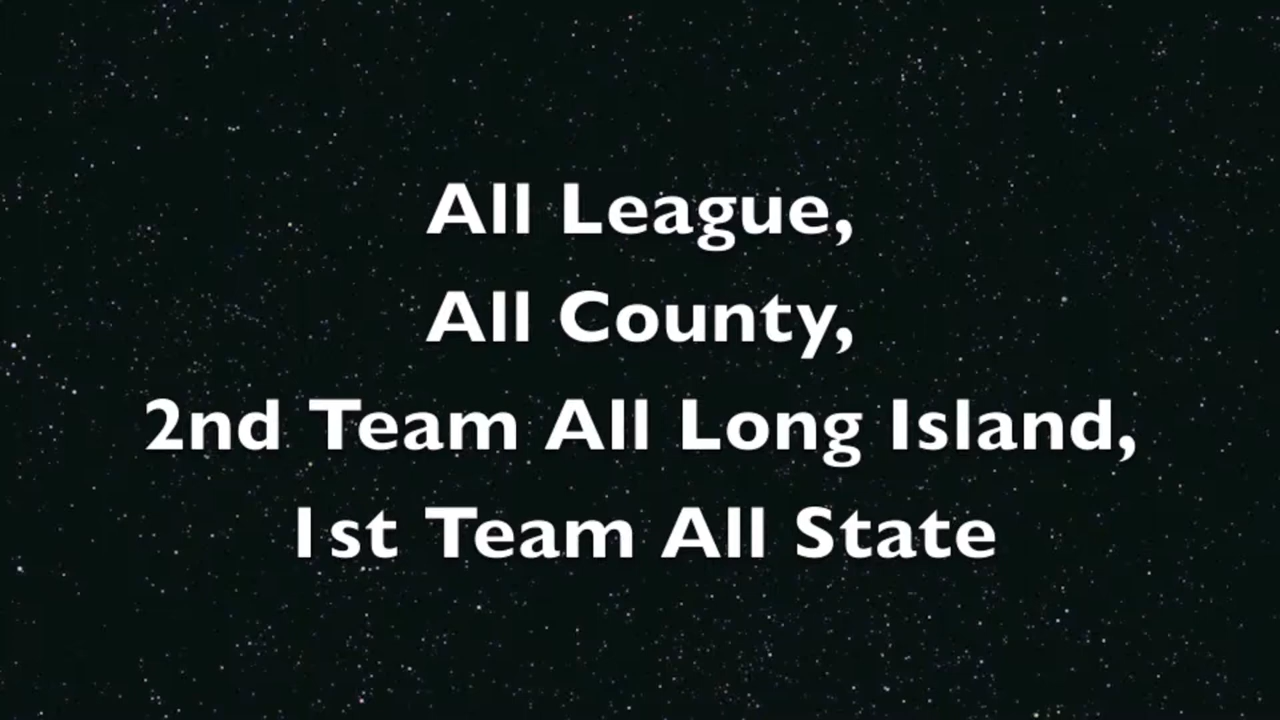 All League,
All County,
2nd Team All Long Island,
1st Team All State